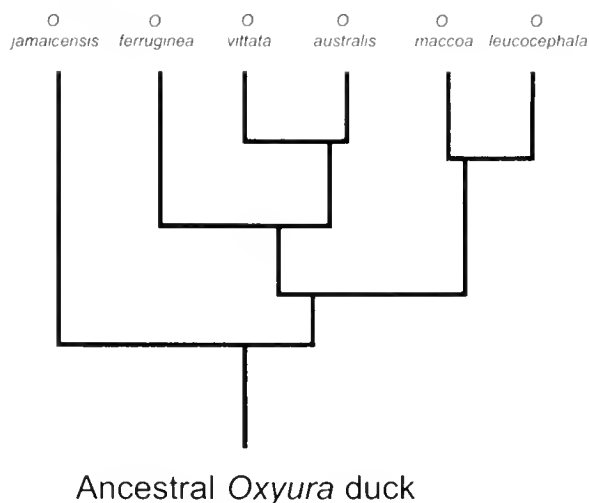 O O O O O O
jamaicensis ferruginea vittata australis maccoa leucocephala
Ancestral Oxyura duck